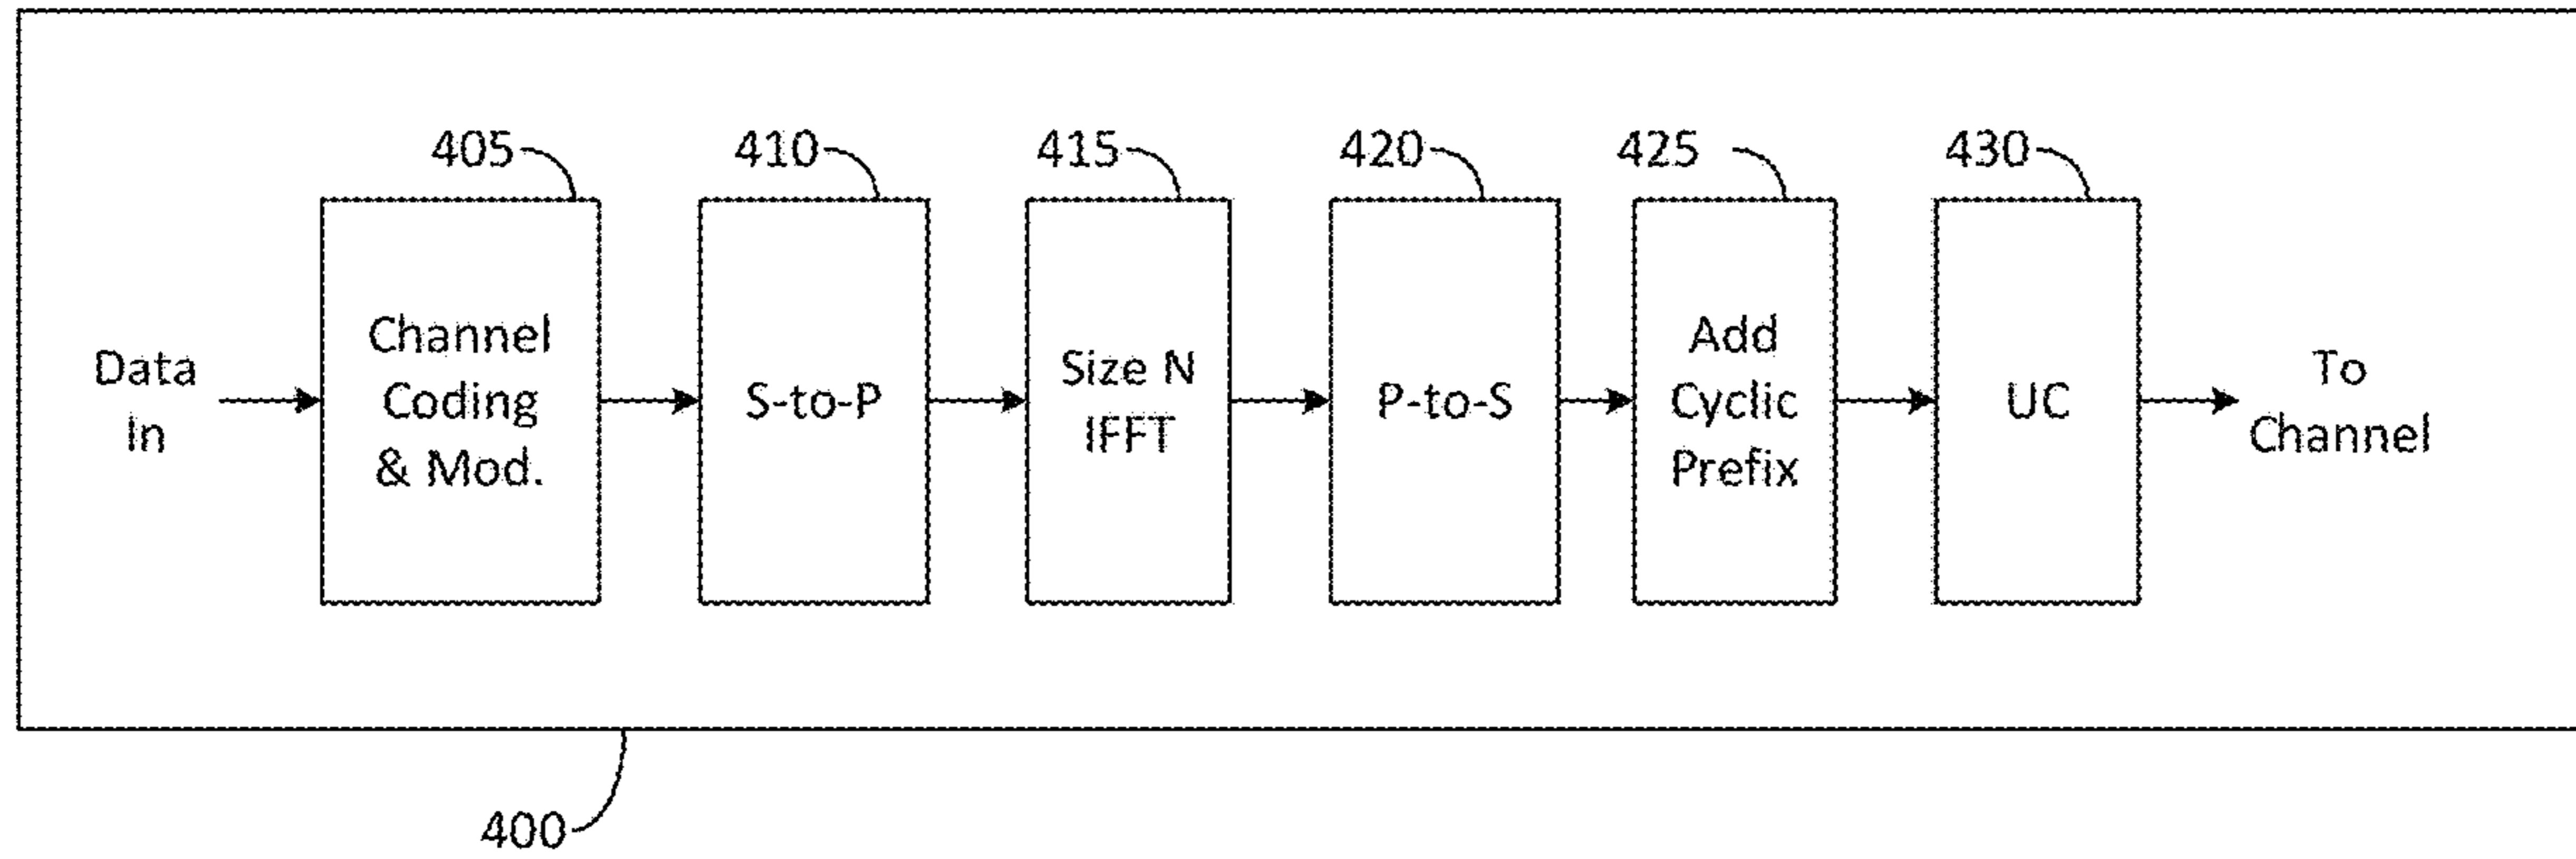 405
410
415
420
425
430
Data
In
Channel
Coding
& Mod.
S-to-P
Size N
IFFT
P-to-S
Add
Cyclic
Prefix
UC
To
Channel
400